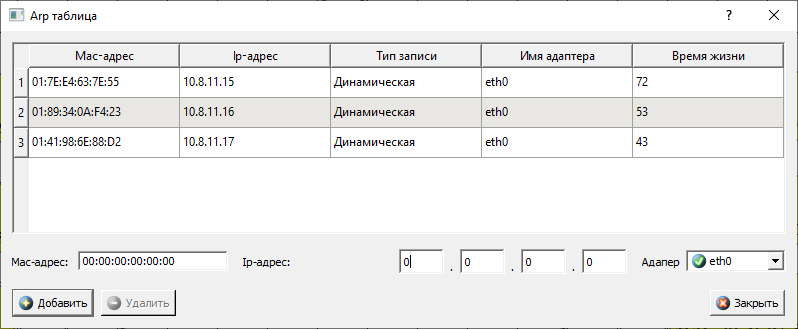 Arp таблица
Mac-адрес Ip-адрес Тип записи Имя адаптера Время жизни
1 01:7E:E4:63:7E:55 10.8.11.15 Динамическая eth0 72
2 01:89:34:0A:F4:23 10.8.11.16 Динамическая eth0 53
3 01:41:98:6E:88:D2 10.8.11.17 Динамическая eth0 43
Mac-адрес: 00:00:00:00:00:00 Ip-адрес: 0 . 0 . 0 . 0 Адапер eth0
Добавить Удалить Закрыть